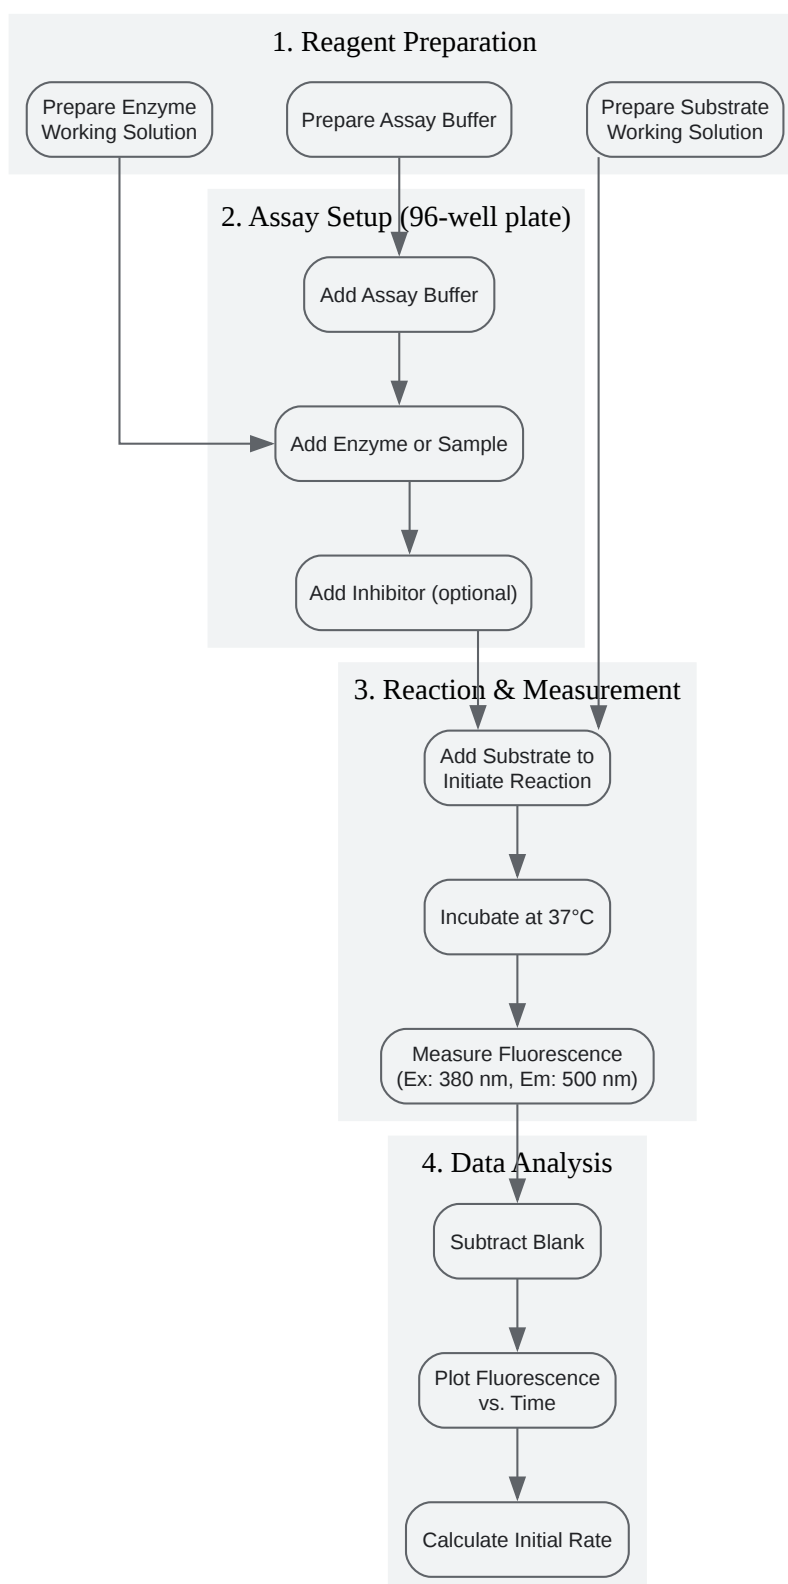 1. Reagent Preparation
Prepare Enzyme
Working Solution
Prepare Assay Buffer
Prepare Substrate
Working Solution
2. Assay Setup (96-well plate)
Add Assay Buffer
Add Enzyme or Sample
Add Inhibitor (optional)
3. Reaction & Measurement
Add Substrate to
Initiate Reaction
Incubate at 37°C
Measure Fluorescence
(Ex: 380 nm, Em: 500 nm)
4. Data Analysis
Subtract Blank
Plot Fluorescence
vs. Time
Calculate Initial Rate